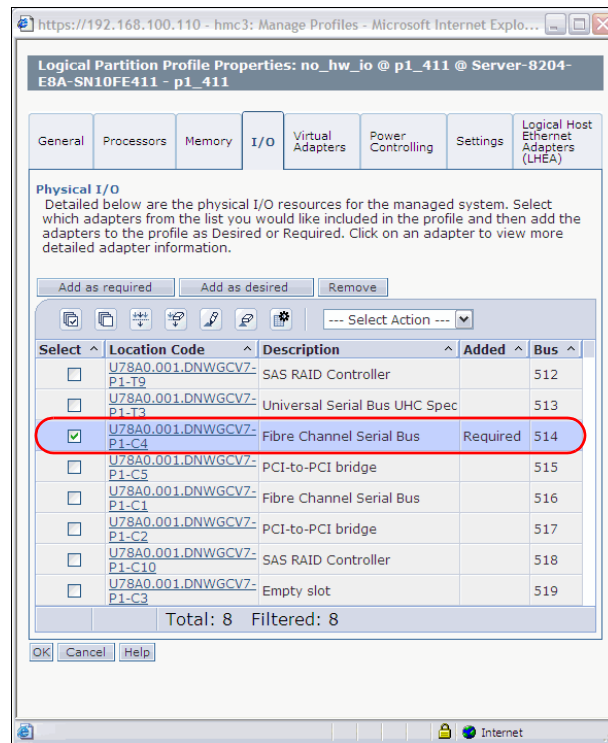 https://192.168.100.110 - hmc3: Manage Profiles - Microsoft Internet Explo...
Logical Partition Profile Properties: no_hw_io @ p1_411 @ Server-8204-
E8A-SN10FE411 - p1_411
General
Processors
Memory
I/O
Virtual
Adapters
Power
Controlling
Settings
Logical Host
Ethernet
Adapters
(LHEA)
Physical I/O
Detailed below are the physical I/O resources for the managed system. Select
which adapters from the list you would like included in the profile and then add the
adapters to the profile as Desired or Required. Click on an adapter to view more
detailed adapter information.
Add as required Add as desired Remove
--- Select Action ---
Select ^ Location Code ^ Description ^ Added ^ Bus ^
U78A0.001.DNWGCV7-
P1-T9
SAS RAID Controller 512
U78A0.001.DNWGCV7-
P1-T3
Universal Serial Bus UHC Spec 513
U78A0.001.DNWGCV7-
P1-C4
Fibre Channel Serial Bus Required 514
U78A0.001.DNWGCV7-
P1-C5
PCI-to-PCI bridge 515
U78A0.001.DNWGCV7-
P1-C1
Fibre Channel Serial Bus 516
U78A0.001.DNWGCV7-
P1-C2
PCI-to-PCI bridge 517
U78A0.001.DNWGCV7-
P1-C10
SAS RAID Controller 518
U78A0.001.DNWGCV7-
P1-C3
Empty slot 519
Total: 8 Filtered: 8
OK Cancel Help
Internet